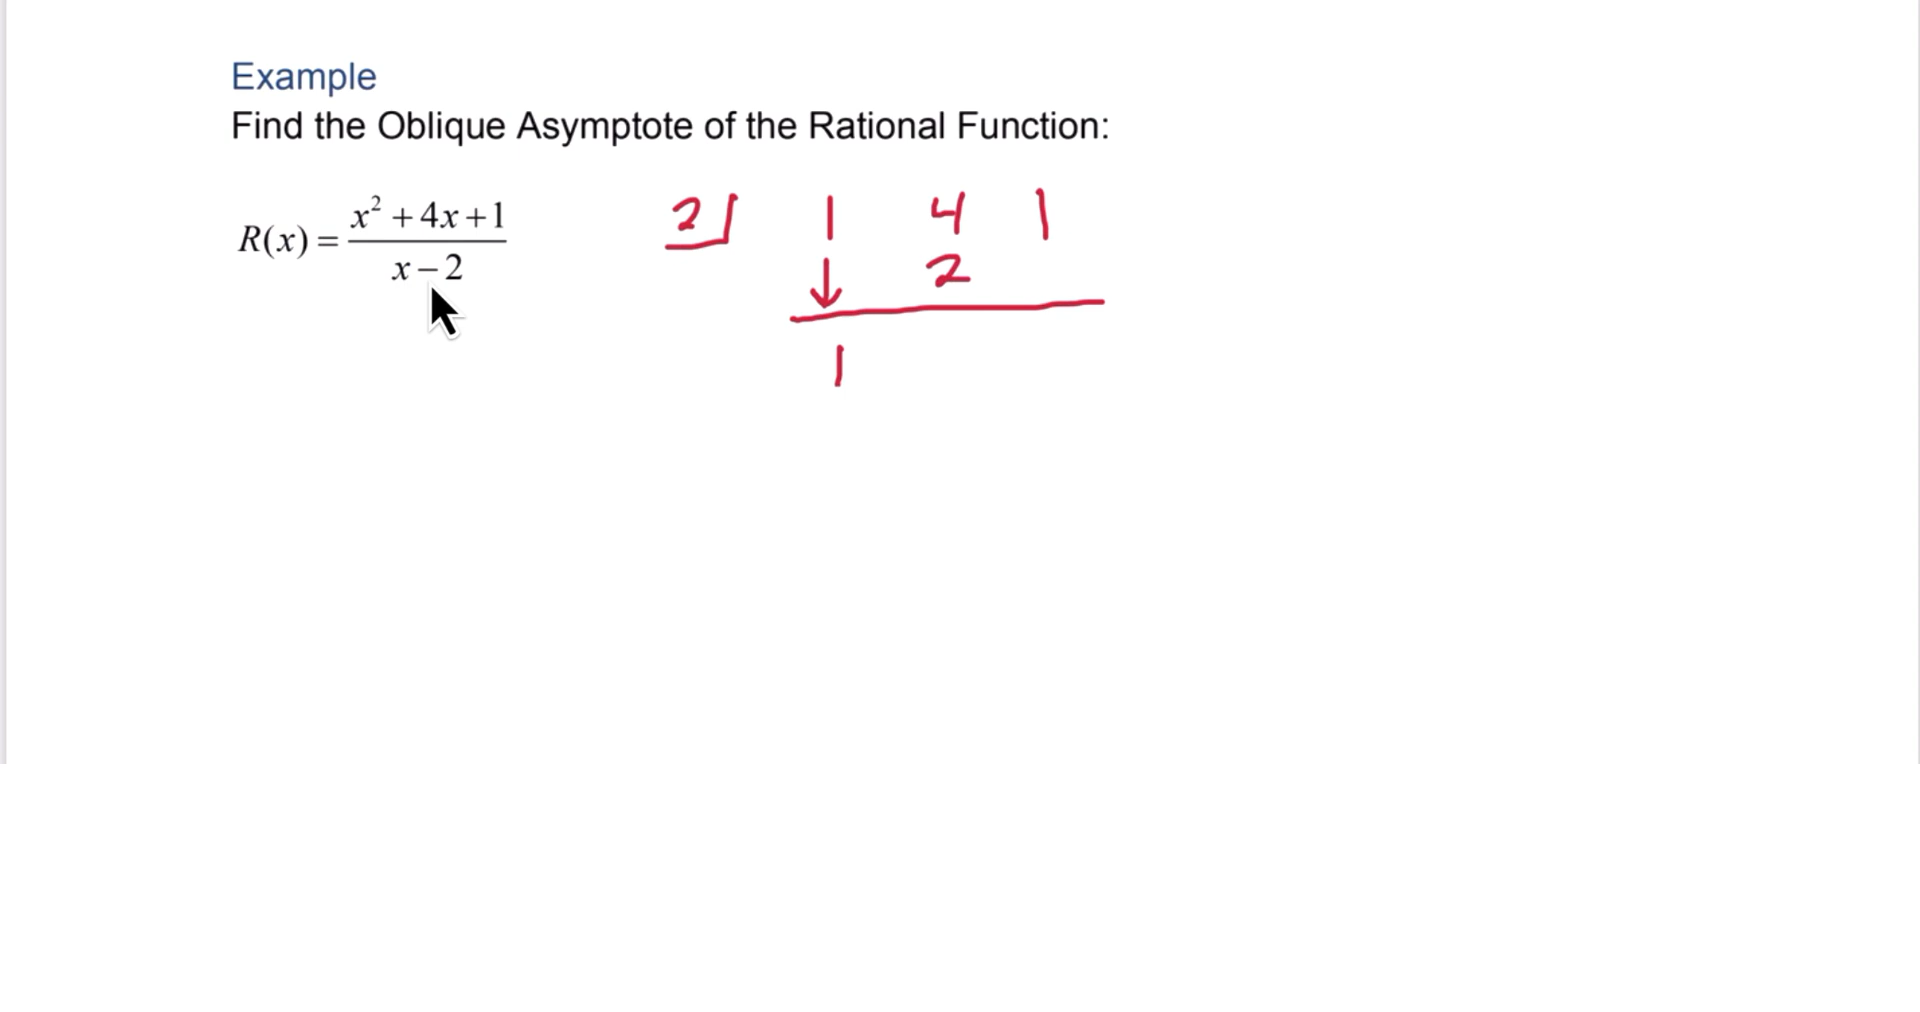 Example
Find the Oblique Asymptote of the Rational Function:
R(x) = (x² + 4x + 1) / (x − 2)
2 1 4 1
↓ 2
1